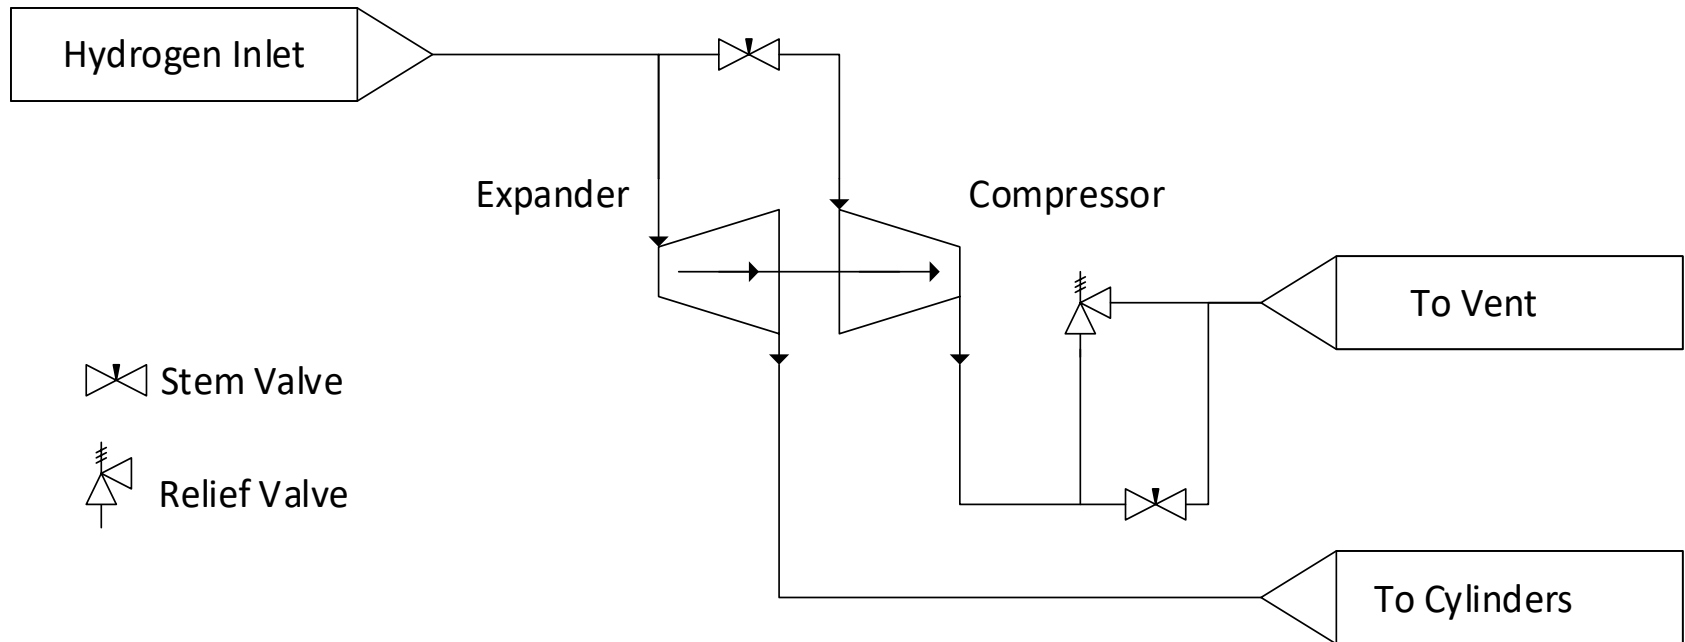 Hydrogen Inlet
Expander
Compressor
To Vent
Stem Valve
Relief Valve
To Cylinders